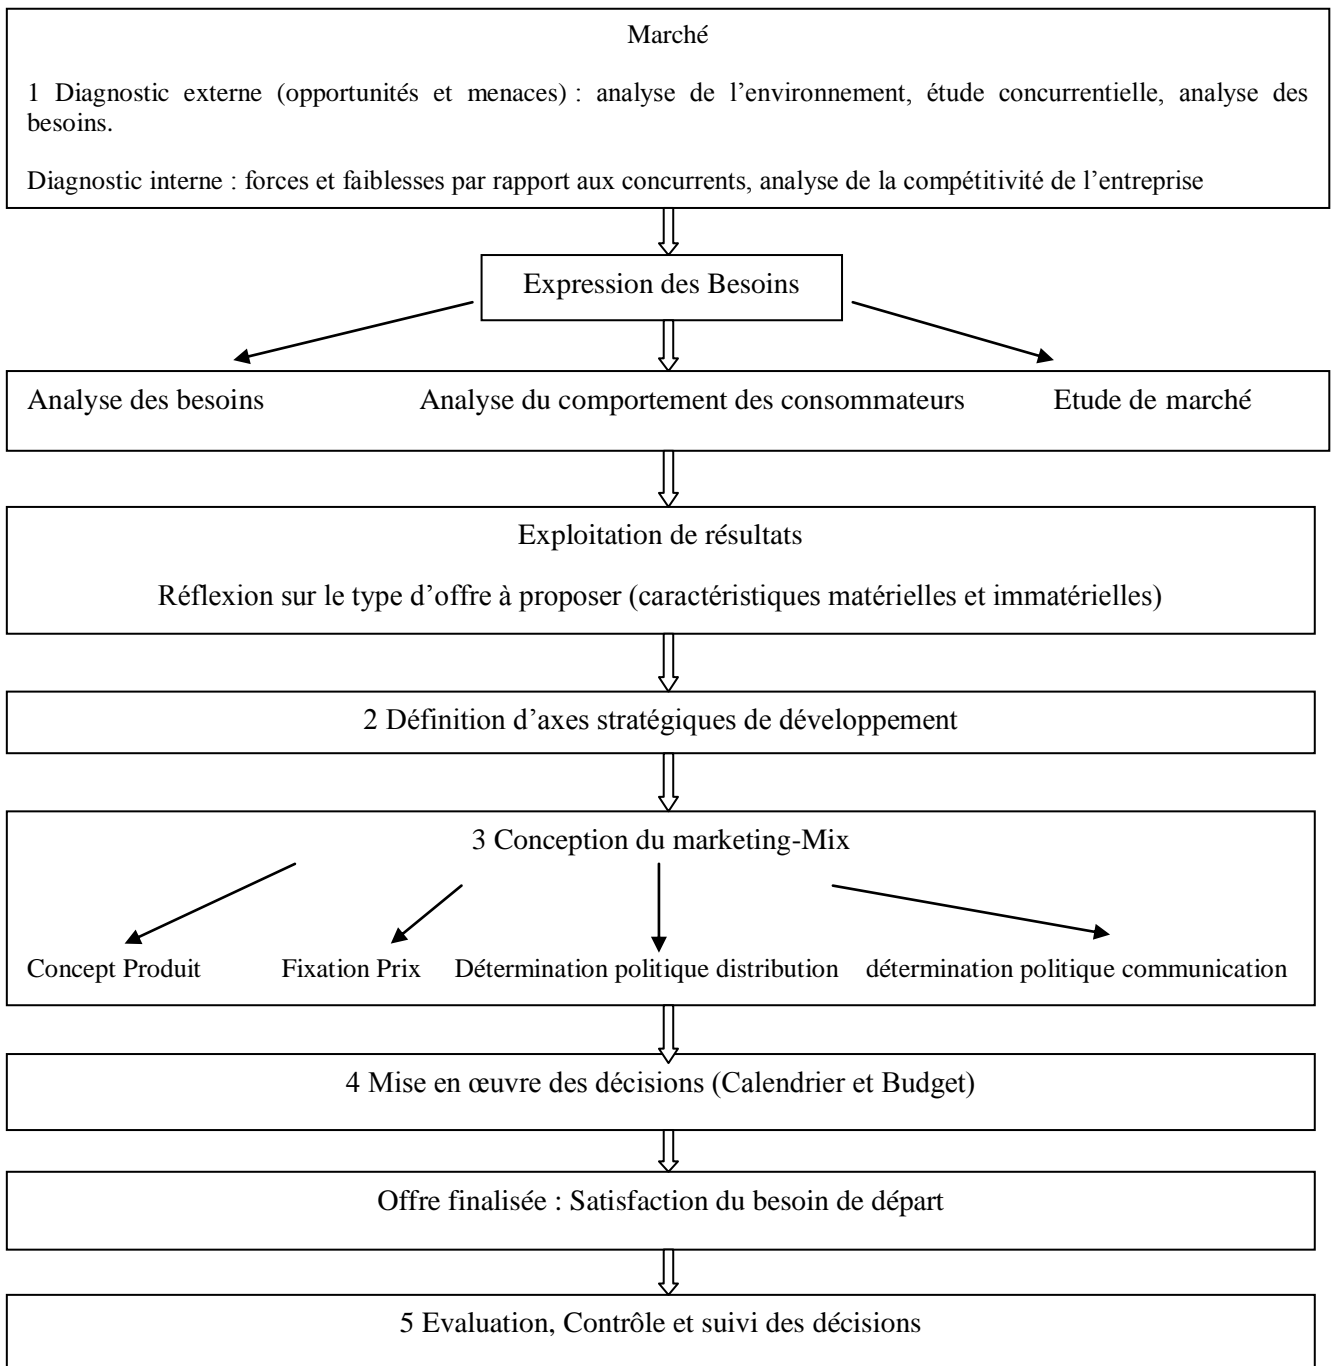 Marché
1 Diagnostic externe (opportunités et menaces) : analyse de l’environnement, étude concurrentielle, analyse des
besoins.
Diagnostic interne : forces et faiblesses par rapport aux concurrents, analyse de la compétitivité de l’entreprise
Expression des Besoins
Analyse des besoins Analyse du comportement des consommateurs Etude de marché
Exploitation de résultats
Réflexion sur le type d’offre à proposer (caractéristiques matérielles et immatérielles)
2 Définition d’axes stratégiques de développement
3 Conception du marketing-Mix
Concept Produit Fixation Prix Détermination politique distribution détermination politique communication
4 Mise en œuvre des décisions (Calendrier et Budget)
Offre finalisée : Satisfaction du besoin de départ
5 Evaluation, Contrôle et suivi des décisions